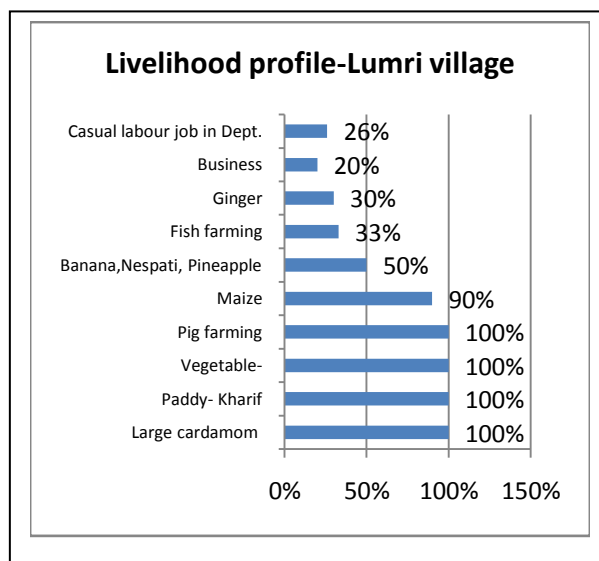 Livelihood profile-Lumri village
Casual labour job in Dept. 26%
Business 20%
Ginger 30%
Fish farming 33%
Banana,Nespati, Pineapple 50%
Maize 90%
Pig farming 100%
Vegetable- 100%
Paddy- Kharif 100%
Large cardamom 100%
0% 50% 100% 150%